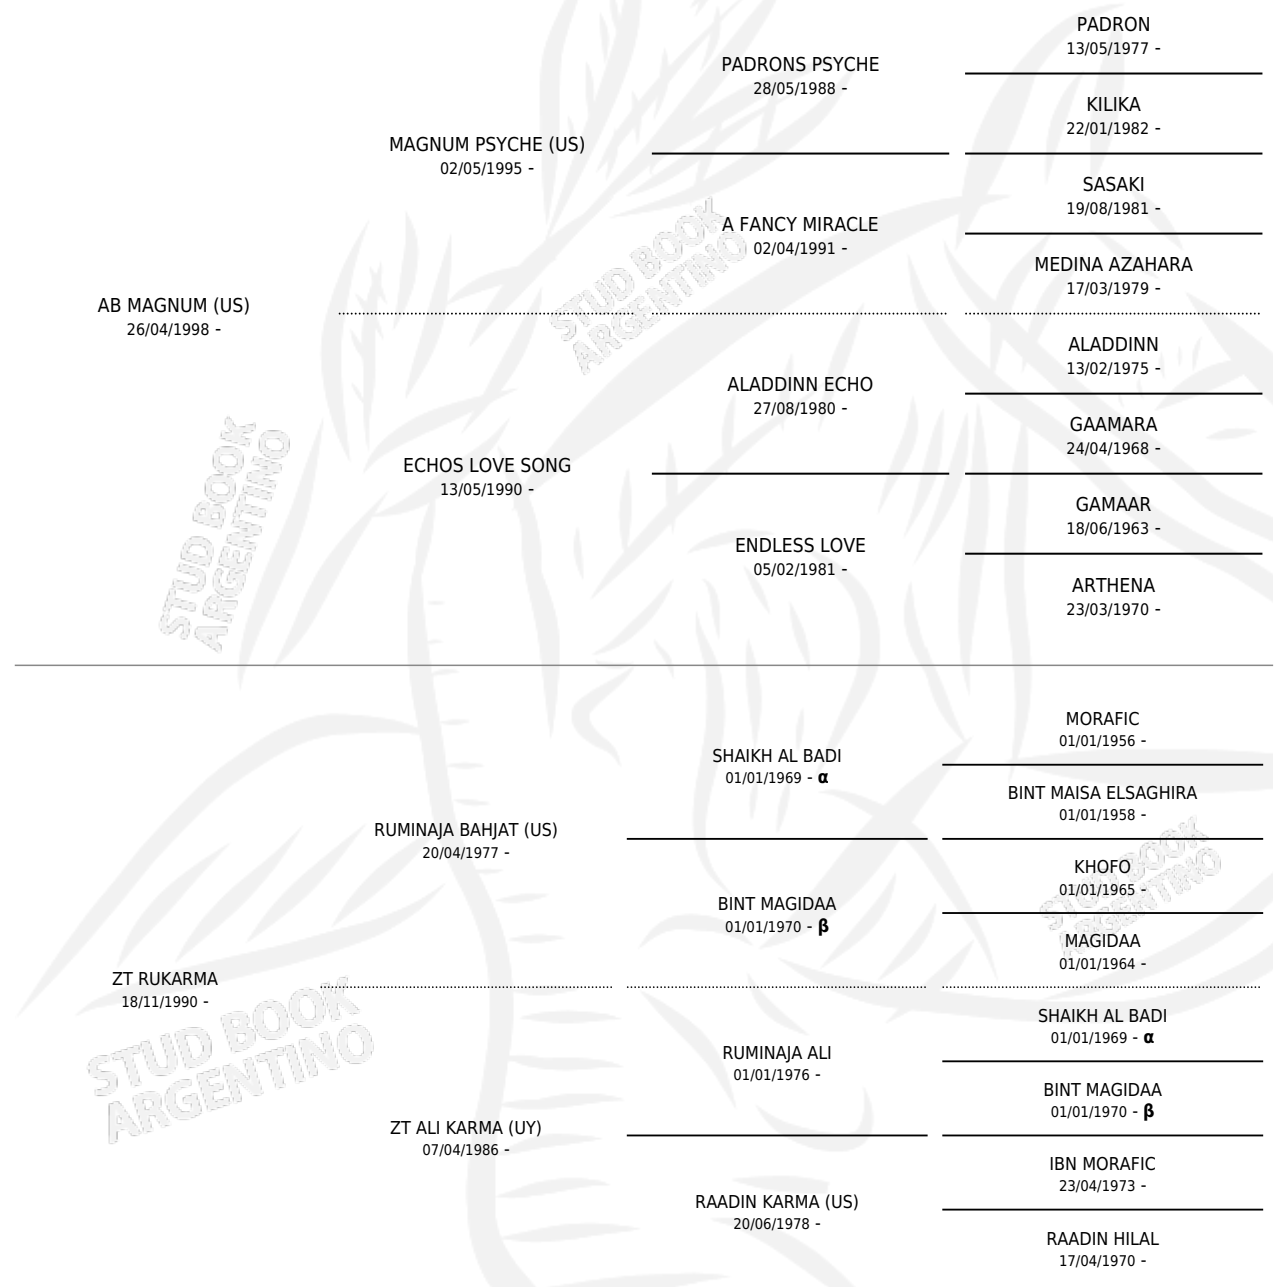 PADRON
13/05/1977 -
PADRONS PSYCHE
28/05/1988 -
KILIKA
22/01/1982 -
MAGNUM PSYCHE (US)
02/05/1995 -
SASAKI
19/08/1981 -
A FANCY MIRACLE
02/04/1991 -
MEDINA AZAHARA
17/03/1979 -
AB MAGNUM (US)
26/04/1998 -
STUD BOOK
ARGENTINO
ALADDINN
13/02/1975 -
ALADDINN ECHO
27/08/1980 -
GAAMARA
24/04/1968 -
ECHOS LOVE SONG
13/05/1990 -
GAMAAR
18/06/1963 -
ENDLESS LOVE
05/02/1981 -
ARTHENA
23/03/1970 -
STUD BOOK
ARGENTINO
MORAFIC
01/01/1956 -
SHAIKH AL BADI
01/01/1969 - α
BINT MAISA ELSAGHIRA
01/01/1958 -
RUMINAJA BAHJAT (US)
20/04/1977 -
KHOFO
01/01/1965 -
STUD BOOK
ARGENTINO
BINT MAGIDAA
01/01/1970 - β
MAGIDAA
01/01/1964 -
ZT RUKARMA
18/11/1990 -
STUD BOOK
ARGENTINO
SHAIKH AL BADI
01/01/1969 - α
RUMINAJA ALI
01/01/1976 -
BINT MAGIDAA
01/01/1970 - β
ZT ALI KARMA (UY)
07/04/1986 -
IBN MORAFIC
23/04/1973 -
RAADIN KARMA (US)
20/06/1978 -
RAADIN HILAL
17/04/1970 -